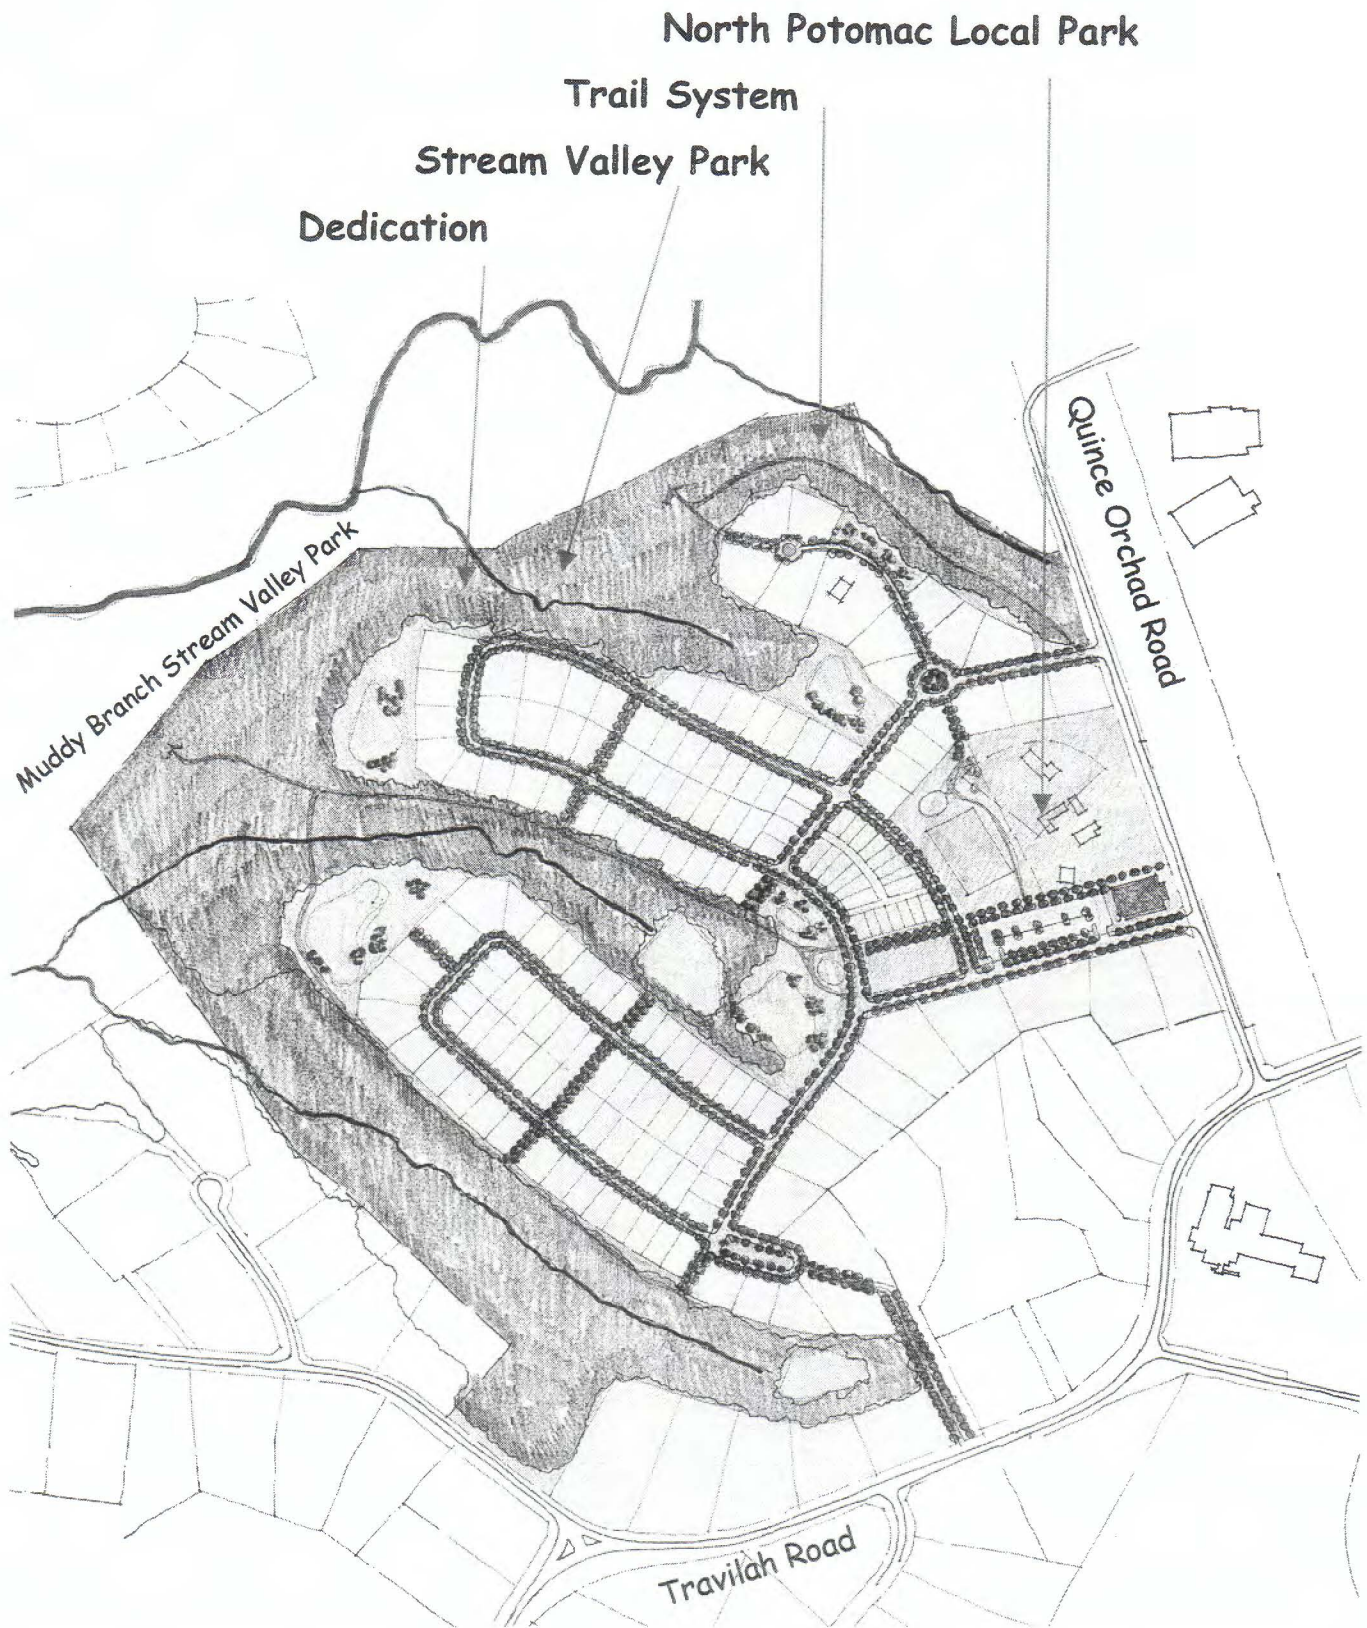 North Potomac Local Park
Trail System
Stream Valley Park
Dedication
Quince Orchad Road
Muddy Branch Stream Valley Park
Travilah Road